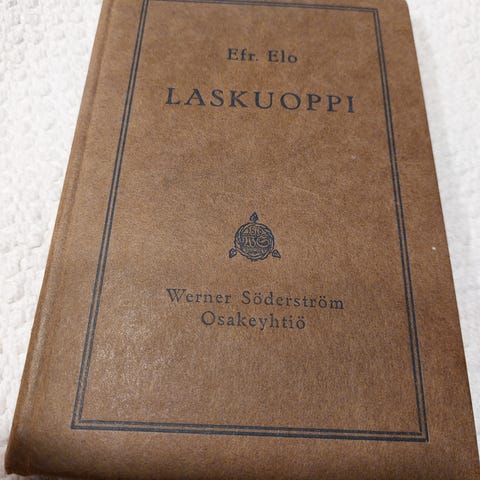 Efr. Elo
LASKUOPPI
Werner Söderström
Osakeyhtiö